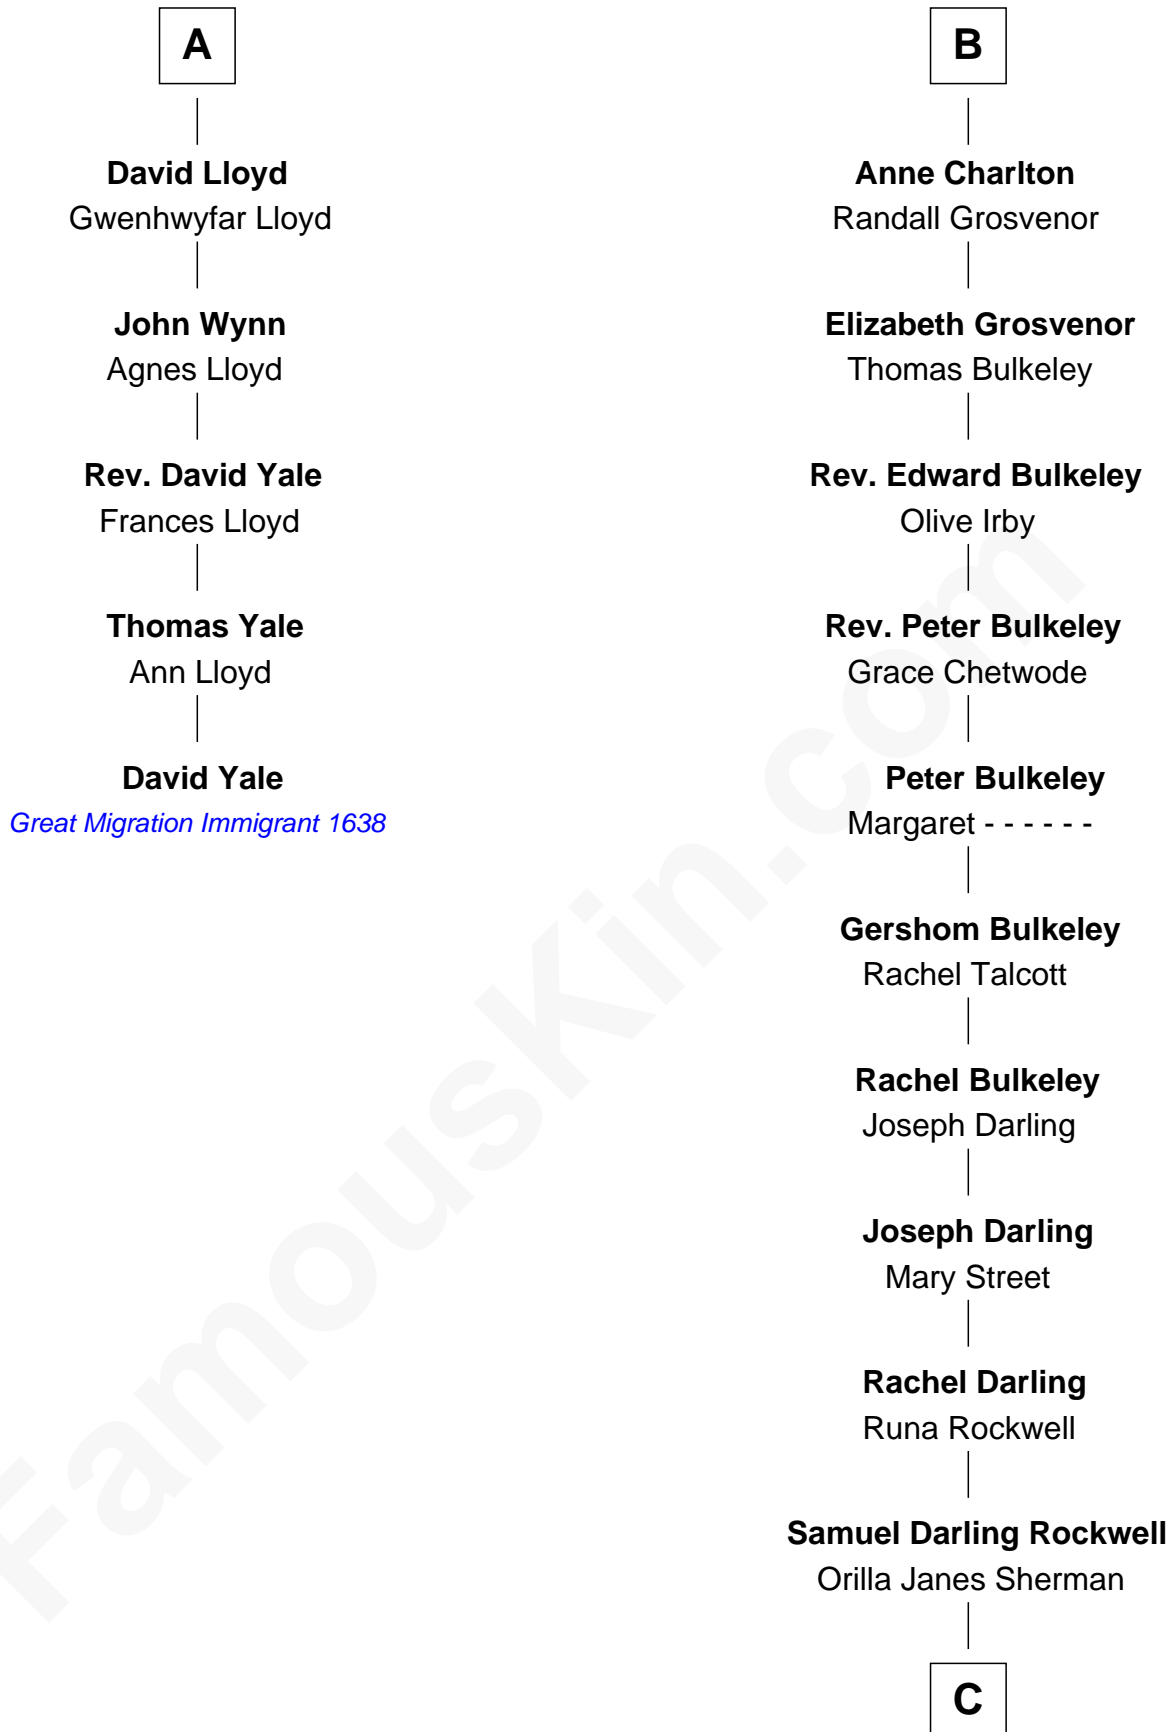 A
David Lloyd
Gwenhwyfar Lloyd
John Wynn
Agnes Lloyd
Rev. David Yale
Frances Lloyd
Thomas Yale
Ann Lloyd
David Yale
Great Migration Immigrant 1638
B
Anne Charlton
Randall Grosvenor
Elizabeth Grosvenor
Thomas Bulkeley
Rev. Edward Bulkeley
Olive Irby
Rev. Peter Bulkeley
Grace Chetwode
Peter Bulkeley
Margaret - - - - - -
Gershom Bulkeley
Rachel Talcott
Rachel Bulkeley
Joseph Darling
Joseph Darling
Mary Street
Rachel Darling
Runa Rockwell
Samuel Darling Rockwell
Orilla Janes Sherman
C
FamousKin.com